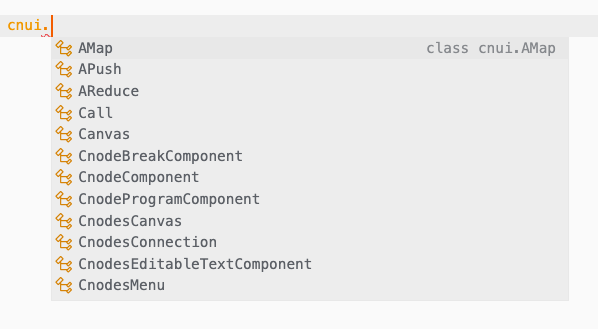 cnui.
AMap class cnui.AMap
APush
AReduce
Call
Canvas
CnodeBreakComponent
CnodeComponent
CnodeProgramComponent
CnodesCanvas
CnodesConnection
CnodesEditableTextComponent
CnodesMenu